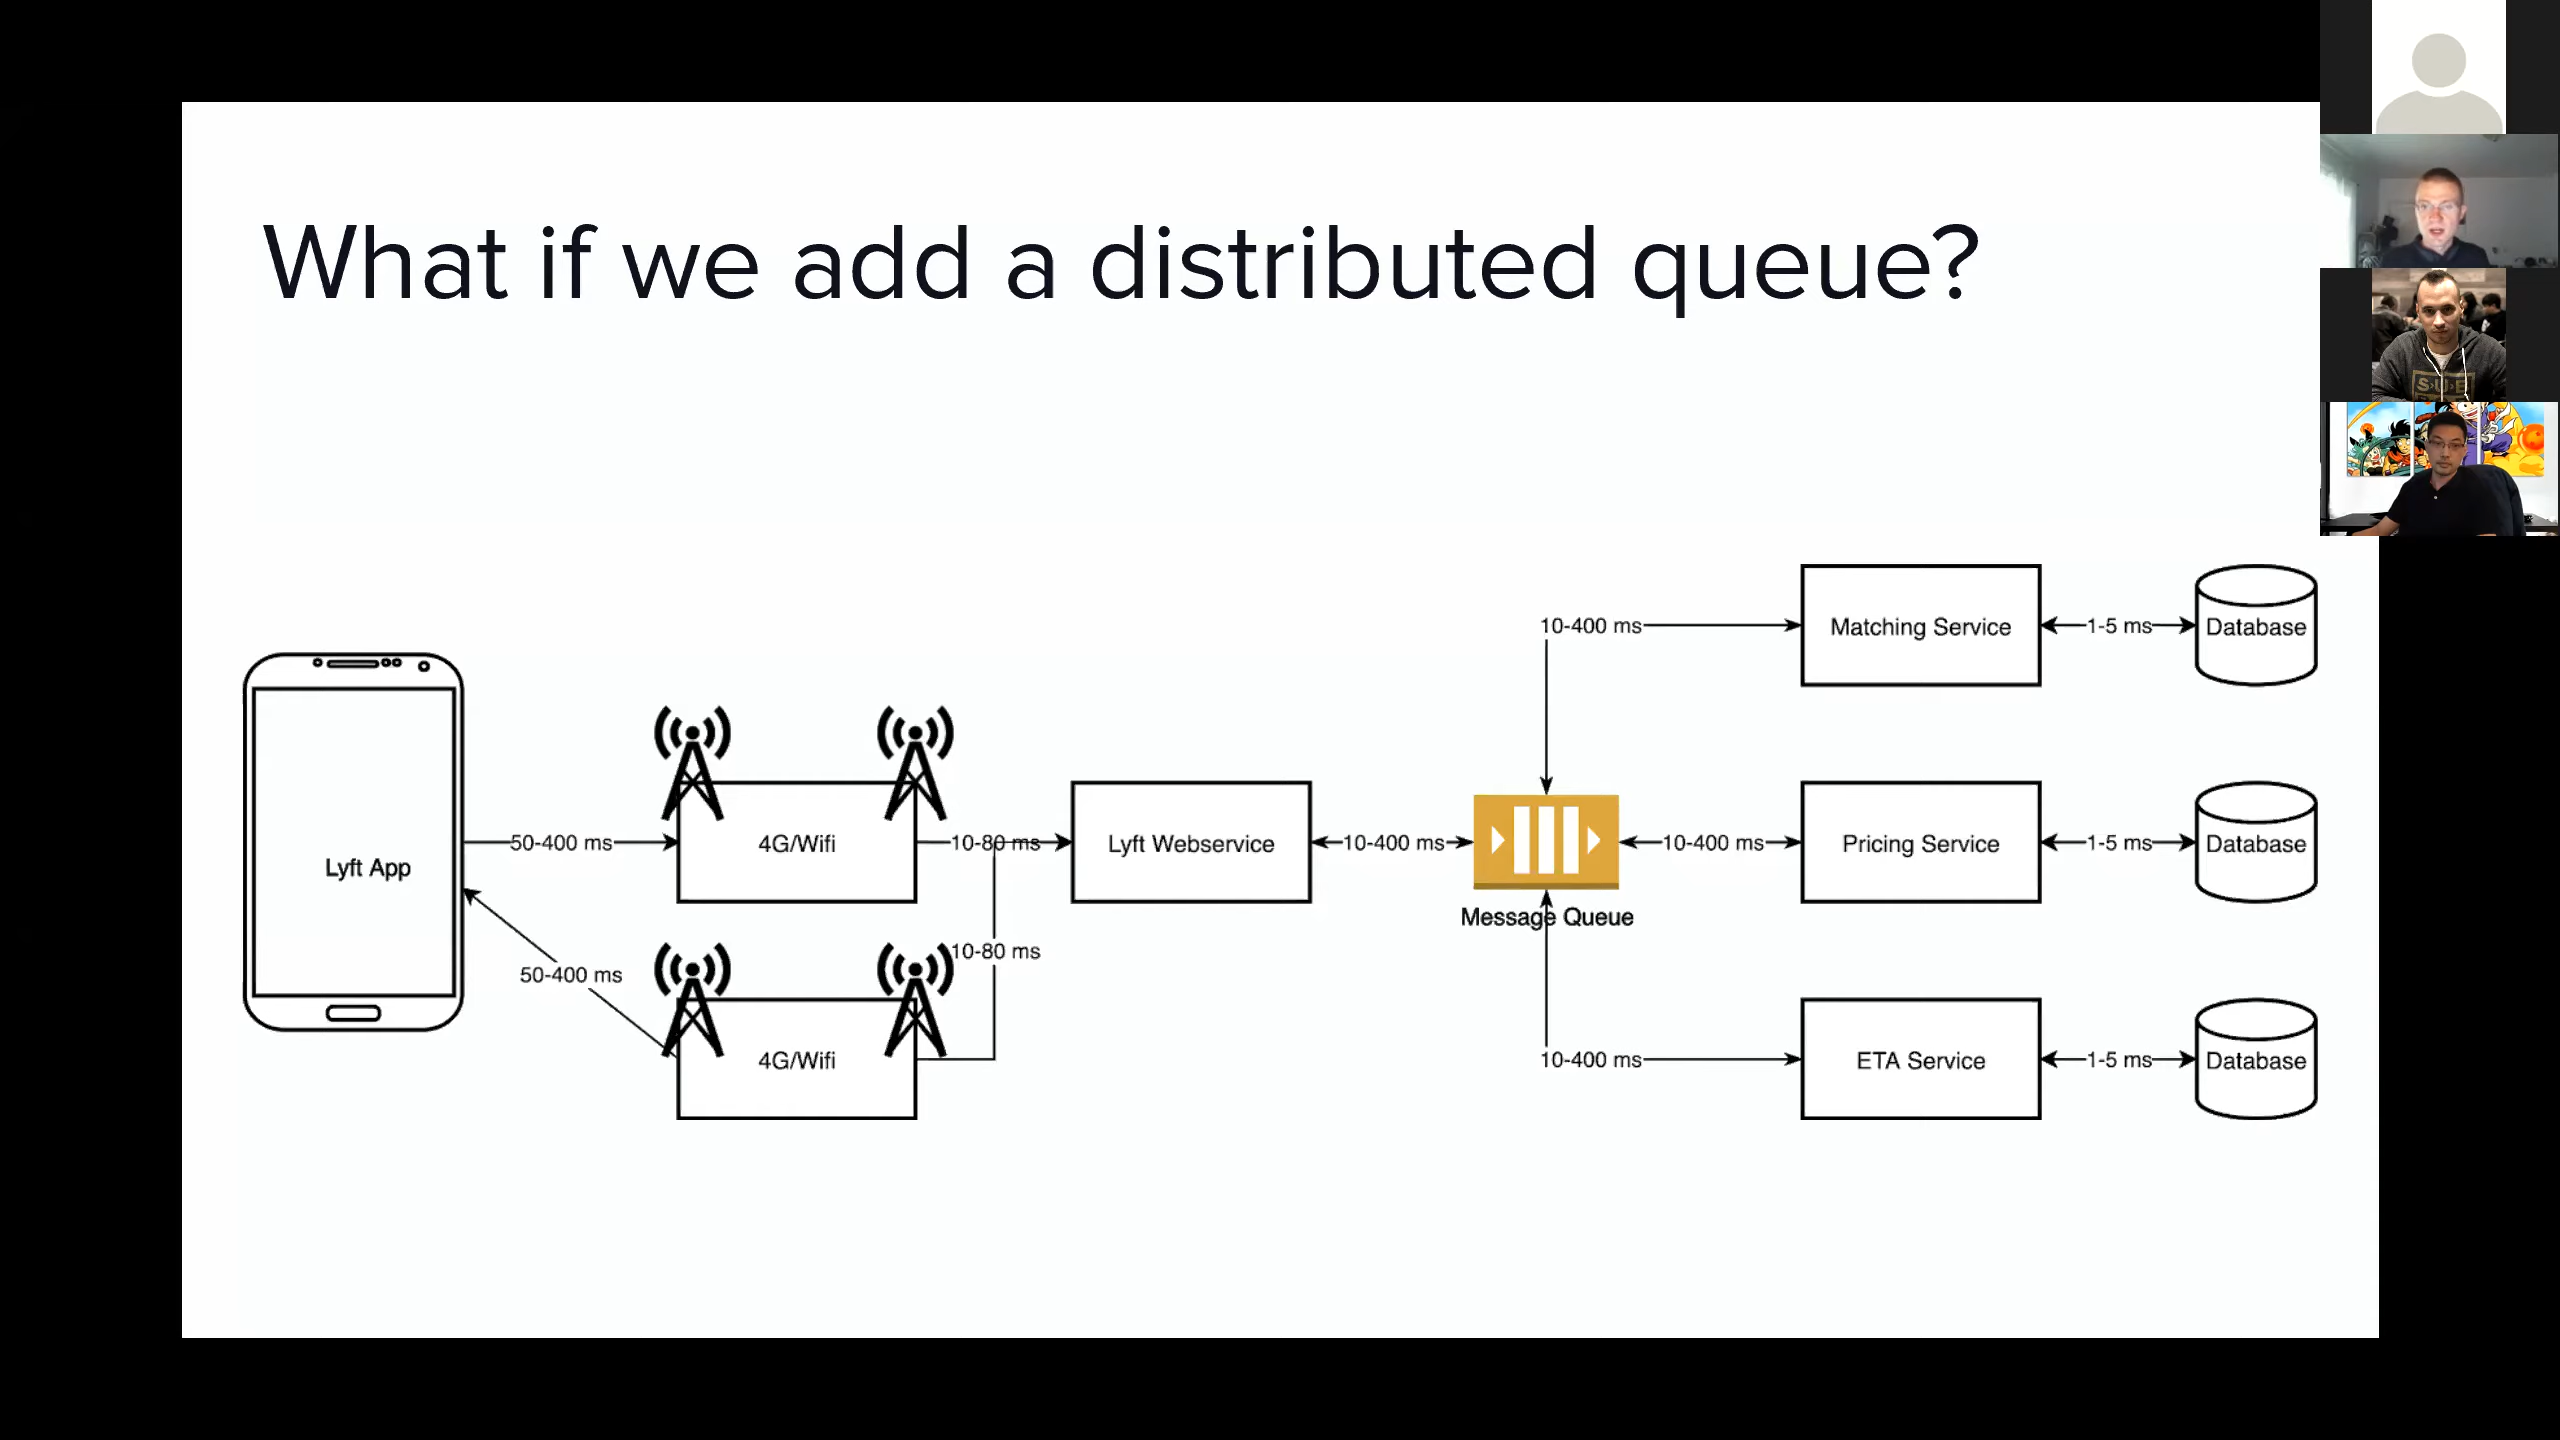 What if we add a distributed queue?
10-400 ms
Matching Service
1-5 ms
Database
Lyft App
50-400 ms
4G/Wifi
10-80 ms
Lyft Webservice
10-400 ms
Message Queue
10-400 ms
Pricing Service
1-5 ms
Database
50-400 ms
4G/Wifi
10-80 ms
10-400 ms
ETA Service
1-5 ms
Database